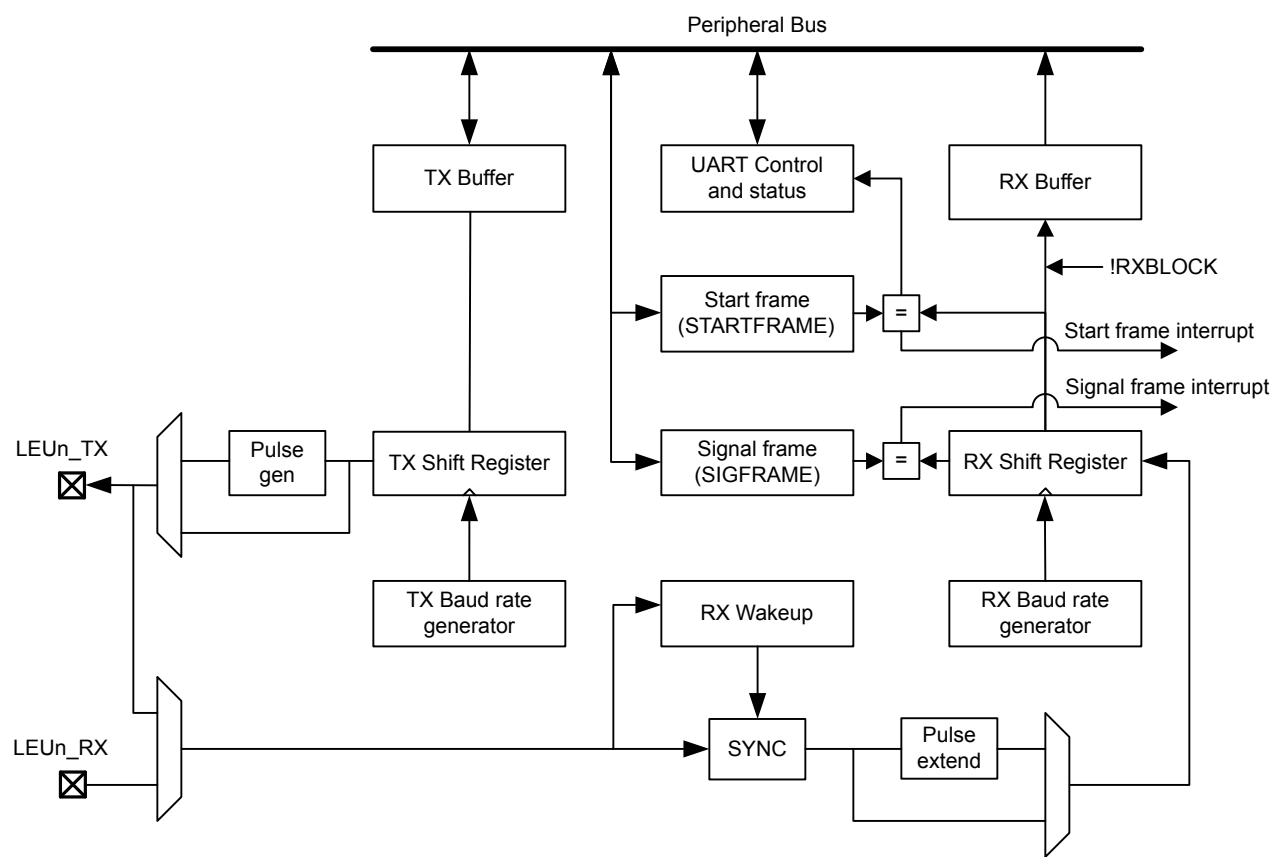 Peripheral Bus
TX Buffer
UART Control
and status
RX Buffer
!RXBLOCK
Start frame
(STARTFRAME)
=
Start frame interrupt
Signal frame interrupt
LEUn_TX
Pulse
gen
TX Shift Register
Signal frame
(SIGFRAME)
=
RX Shift Register
TX Baud rate
generator
RX Wakeup
RX Baud rate
generator
LEUn_RX
SYNC
Pulse
extend